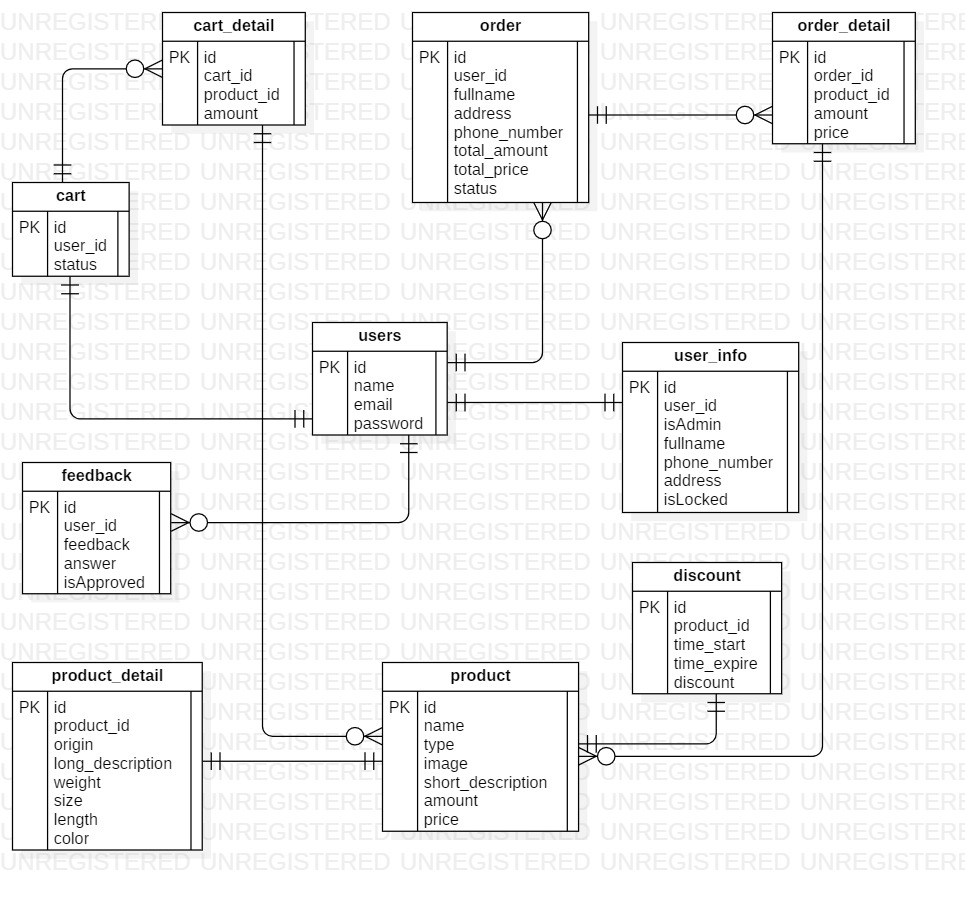 cart_detail
PK id
cart_id
product_id
amount
order
PK id
user_id
fullname
address
phone_number
total_amount
total_price
status
order_detail
PK id
order_id
product_id
amount
price
cart
PK id
user_id
status
users
PK id
name
email
password
user_info
PK id
user_id
isAdmin
fullname
phone_number
address
isLocked
feedback
PK id
user_id
feedback
answer
isApproved
discount
PK id
product_id
time_start
time_expire
discount
product_detail
PK id
product_id
origin
long_description
weight
size
length
color
product
PK id
name
type
image
short_description
amount
price
UNREGISTERED